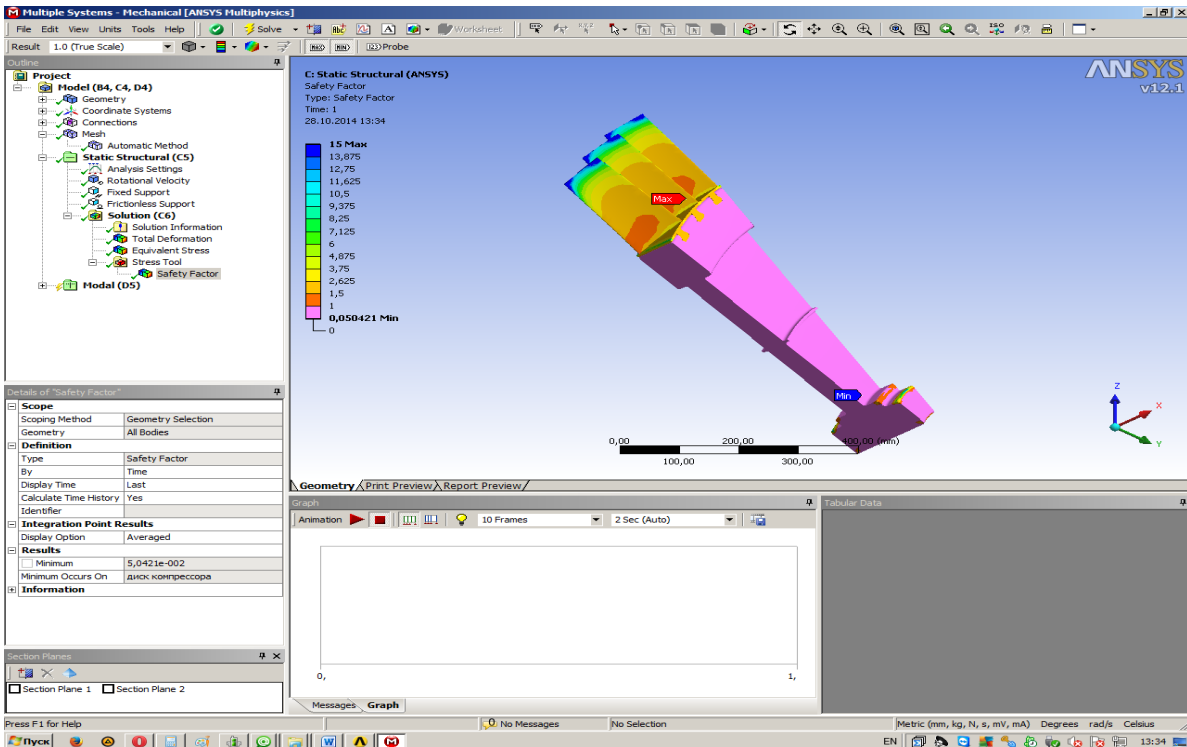 Multiple Systems - Mechanical [ANSYS Multiphysics]
File Edit View Units Tools Help Solve Worksheet
Result 1.0 (True Scale) MAX MIN Probe
Outline
Project
Model (B4, C4, D4)
Geometry
Coordinate Systems
Connections
Mesh
Automatic Method
Static Structural (C5)
Analysis Settings
Rotational Velocity
Fixed Support
Frictionless Support
Solution (C6)
Solution Information
Total Deformation
Equivalent Stress
Stress Tool
Safety Factor
Modal (D5)
C: Static Structural (ANSYS)
Safety Factor
Type: Safety Factor
Time: 1
28.10.2014 13:34
15 Max
13,875
12,75
11,625
10,5
9,375
8,25
7,125
6
4,875
3,75
2,625
1,5
1
0,050421 Min
0
ANSYS
v12.1
Max
Min
Z
X
Y
0,00 200,00 400,00 (mm)
100,00 300,00
Geometry Print Preview Report Preview
Details of "Safety Factor"
Scope
Scoping Method Geometry Selection
Geometry All Bodies
Definition
Type Safety Factor
By Time
Display Time Last
Calculate Time History Yes
Identifier
Integration Point Results
Display Option Averaged
Results
Minimum 5,0421e-002
Minimum Occurs On диск компрессора
Information
Section Planes
Section Plane 1 Section Plane 2
Graph
Animation 10 Frames 2 Sec (Auto)
0, 1,
Messages Graph
Tabular Data
Press F1 for Help No Messages No Selection Metric (mm, kg, N, s, mV, mA) Degrees rad/s Celsius
Пуск EN 13:34